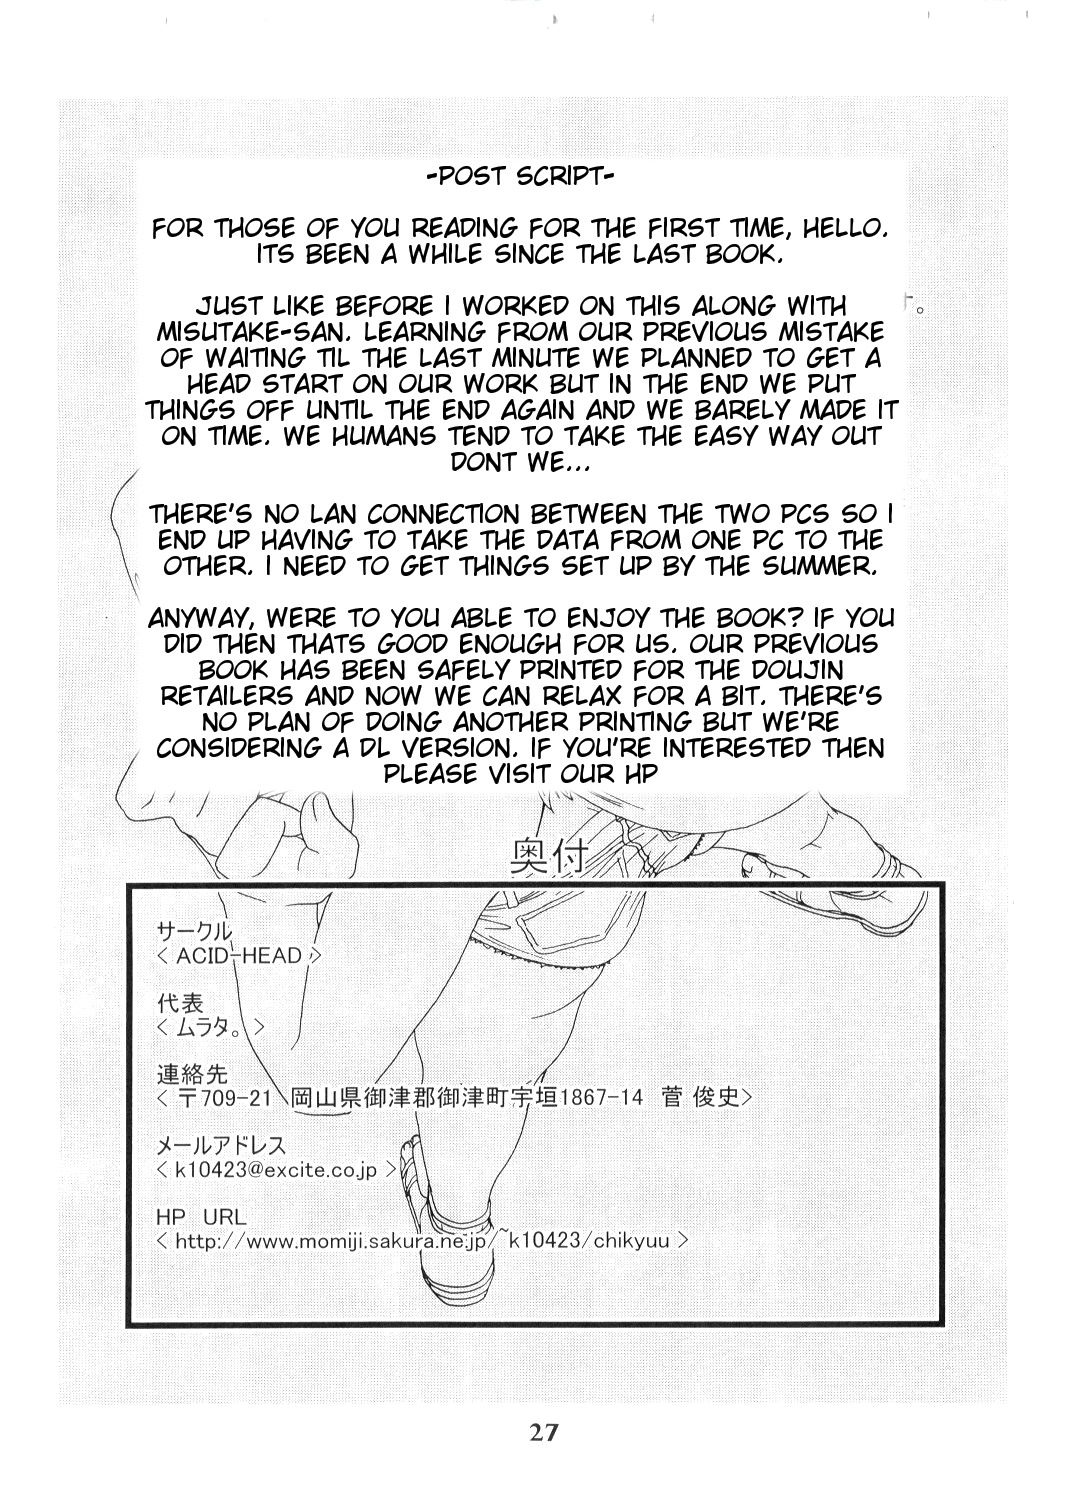 -POST SCRIPT-
FOR THOSE OF YOU READING FOR THE FIRST TIME, HELLO.
ITS BEEN A WHILE SINCE THE LAST BOOK.
JUST LIKE BEFORE I WORKED ON THIS ALONG WITH
MISUTAKE-SAN. LEARNING FROM OUR PREVIOUS MISTAKE
OF WAITING TIL THE LAST MINUTE WE PLANNED TO GET A
HEAD START ON OUR WORK BUT IN THE END WE PUT
THINGS OFF UNTIL THE END AGAIN AND WE BARELY MADE IT
ON TIME. WE HUMANS TEND TO TAKE THE EASY WAY OUT
DONT WE...
THERE'S NO LAN CONNECTION BETWEEN THE TWO PCS SO I
END UP HAVING TO TAKE THE DATA FROM ONE PC TO THE
OTHER. I NEED TO GET THINGS SET UP BY THE SUMMER.
ANYWAY, WERE TO YOU ABLE TO ENJOY THE BOOK? IF YOU
DID THEN THATS GOOD ENOUGH FOR US. OUR PREVIOUS
BOOK HAS BEEN SAFELY PRINTED FOR THE DOUJIN
RETAILERS AND NOW WE CAN RELAX FOR A BIT. THERE'S
NO PLAN OF DOING ANOTHER PRINTING BUT WE'RE
CONSIDERING A DL VERSION. IF YOU'RE INTERESTED THEN
PLEASE VISIT OUR HP
奥付
サークル
< ACID-HEAD >
代表
< ムラタ。 >
連絡先
< 〒709-21 岡山県御津郡御津町宇垣1867-14 菅 俊史>
メールアドレス
< k10423@excite.co.jp >
HP URL
< http://www.momiji.sakura.ne.jp/~k10423/chikyuu >
27